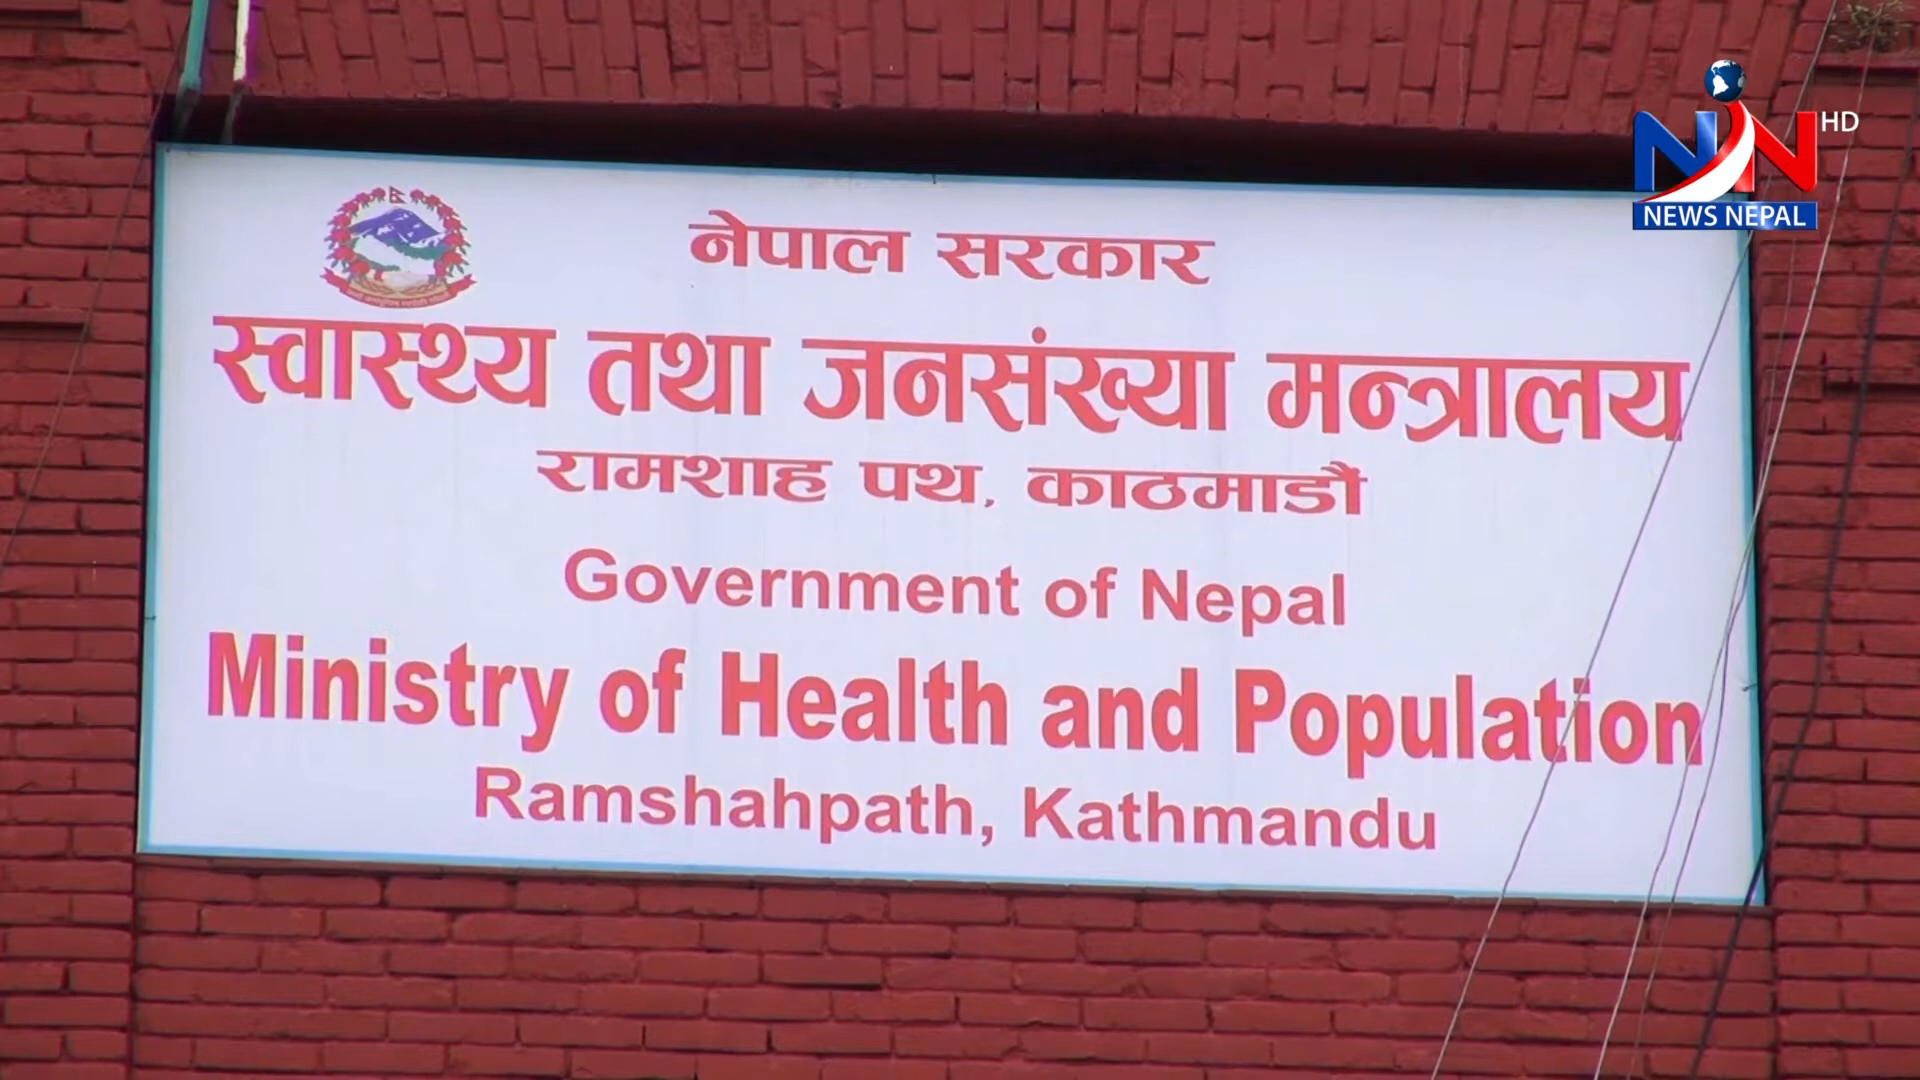 नेपाल सरकार
स्वास्थ्य तथा जनसंख्या मन्त्रालय
रामशाह पथ, काठमाडौं
Government of Nepal
Ministry of Health and Population
Ramshahpath, Kathmandu
NN HD
NEWS NEPAL